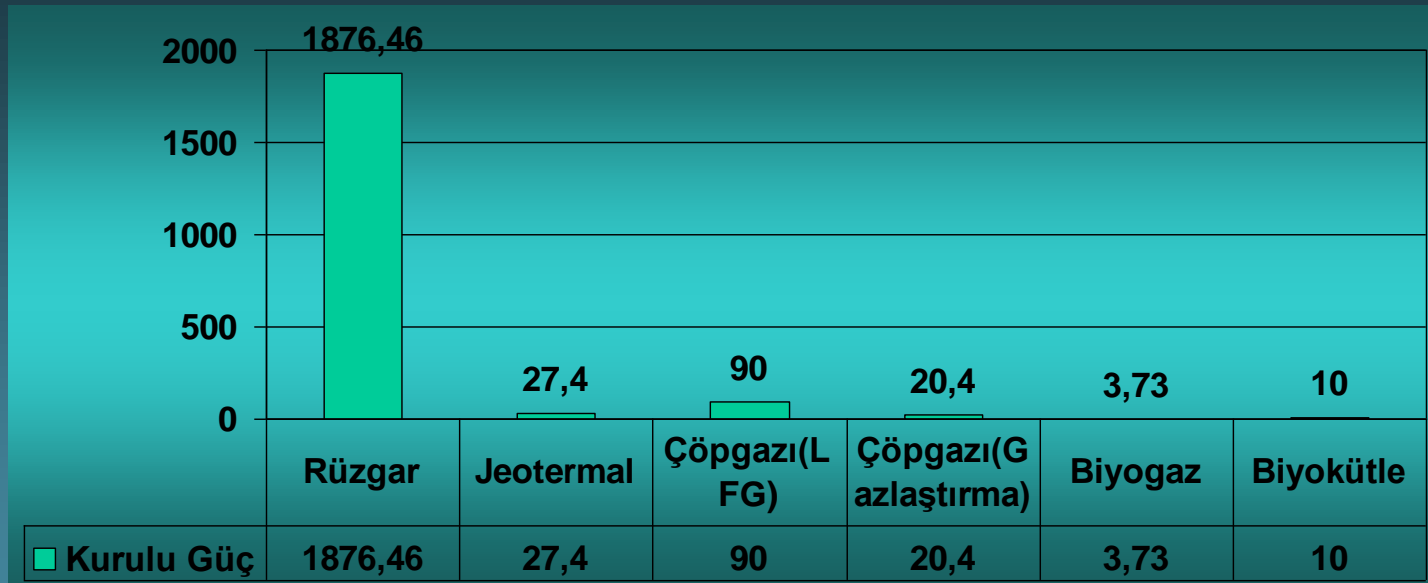 1876,46
2000
1500
1000
500
0
27,4
90
20,4
3,73
10
Rüzgar
Jeotermal
Çöpgazı(L
FG)
Çöpgazı(G
azlaştırma)
Biyogaz
Biyokütle
Kurulu Güç 1876,46 27,4 90 20,4 3,73 10